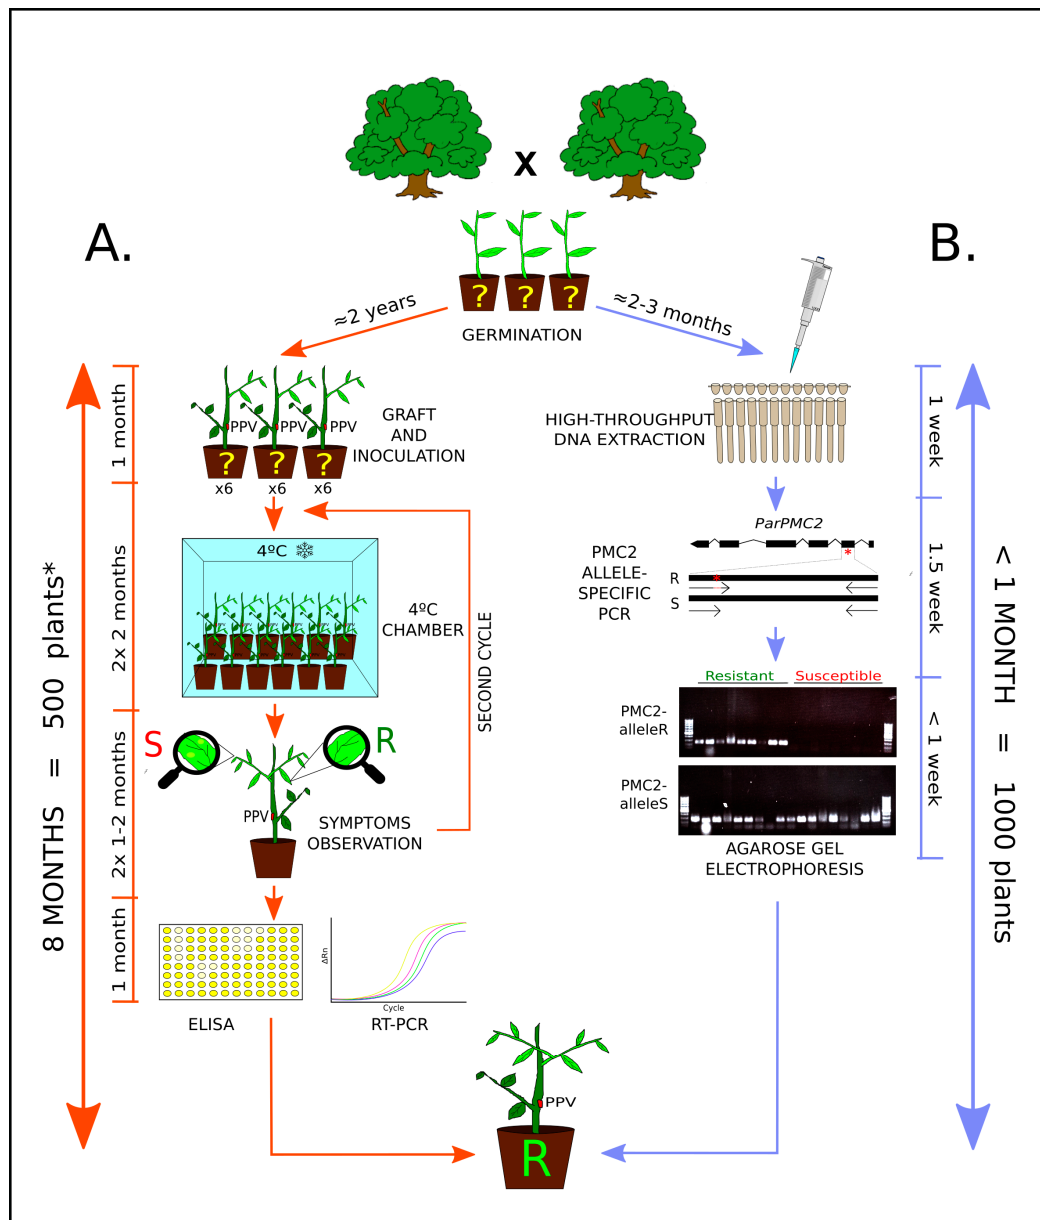 X
A.
B.
? ? ?
GERMINATION
≈2 years
≈2-3 months
8 MONTHS = 500 plants*
1 month
2x 2 months
2x 1-2 months
1 month
PPV PPV PPV
? ? ?
x6 x6 x6
GRAFT
AND
INOCULATION
4ºC
4ºC
CHAMBER
SECOND CYCLE
S
R
PPV
SYMPTOMS
OBSERVATION
ELISA
ΔRn
Cycle
RT-PCR
HIGH-THROUGHPUT
DNA EXTRACTION
ParPMC2
*
PMC2
ALLELE-
SPECIFIC
PCR
R
*
S
Resistant Susceptible
PMC2-
alleleR
PMC2-
alleleS
AGAROSE GEL
ELECTROPHORESIS
1 week
1.5 week
< 1 week
< 1 MONTH = 1000 plants
PPV
R